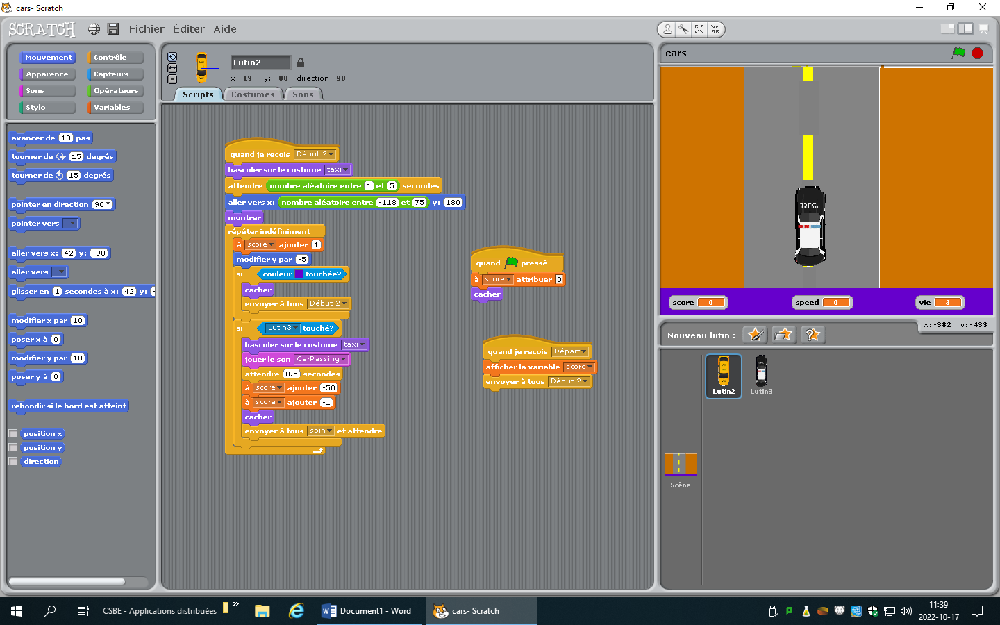 cars- Scratch
SCRATCH
Fichier Éditer Aide
Mouvement Contrôle
Apparence Capteurs
Sons Opérateurs
Stylo Variables
avancer de 10 pas
tourner de 15 degrés
tourner de 15 degrés
pointer en direction 90
pointer vers
aller vers x: 42 y: -90
aller vers
glisser en 1 secondes à x: 42 y:
modifier x par 10
poser x à 0
modifier y par 10
poser y à 0
rebondir si le bord est atteint
position x
position y
direction
Lutin2
x: 19 y: -80 direction: 90
Scripts Costumes Sons
quand je recois Début 2
basculer sur le costume taxi
attendre nombre aléatoire entre 1 et 5 secondes
aller vers x: nombre aléatoire entre -118 et 75 y: 180
montrer
répéter indéfiniment
à score ajouter 1
modifier y par -5
si couleur touchée?
cacher
envoyer à tous Début 2
si Lutin3 touché?
basculer sur le costume taxi
jouer le son CarPassing
attendre 0.5 secondes
à score ajouter -50
à score ajouter -1
cacher
envoyer à tous spin et attendre
quand pressé
à score attribuer 0
cacher
quand je recois Départ
afficher la variable score
envoyer à tous Début 2
cars
score 0 speed 0 vie 3
x: -382 y: -433
Nouveau lutin :
Lutin2 Lutin3
Scène
CSBE - Applications distribuées
»
Document1 - Word
cars- Scratch
11:39
2022-10-17